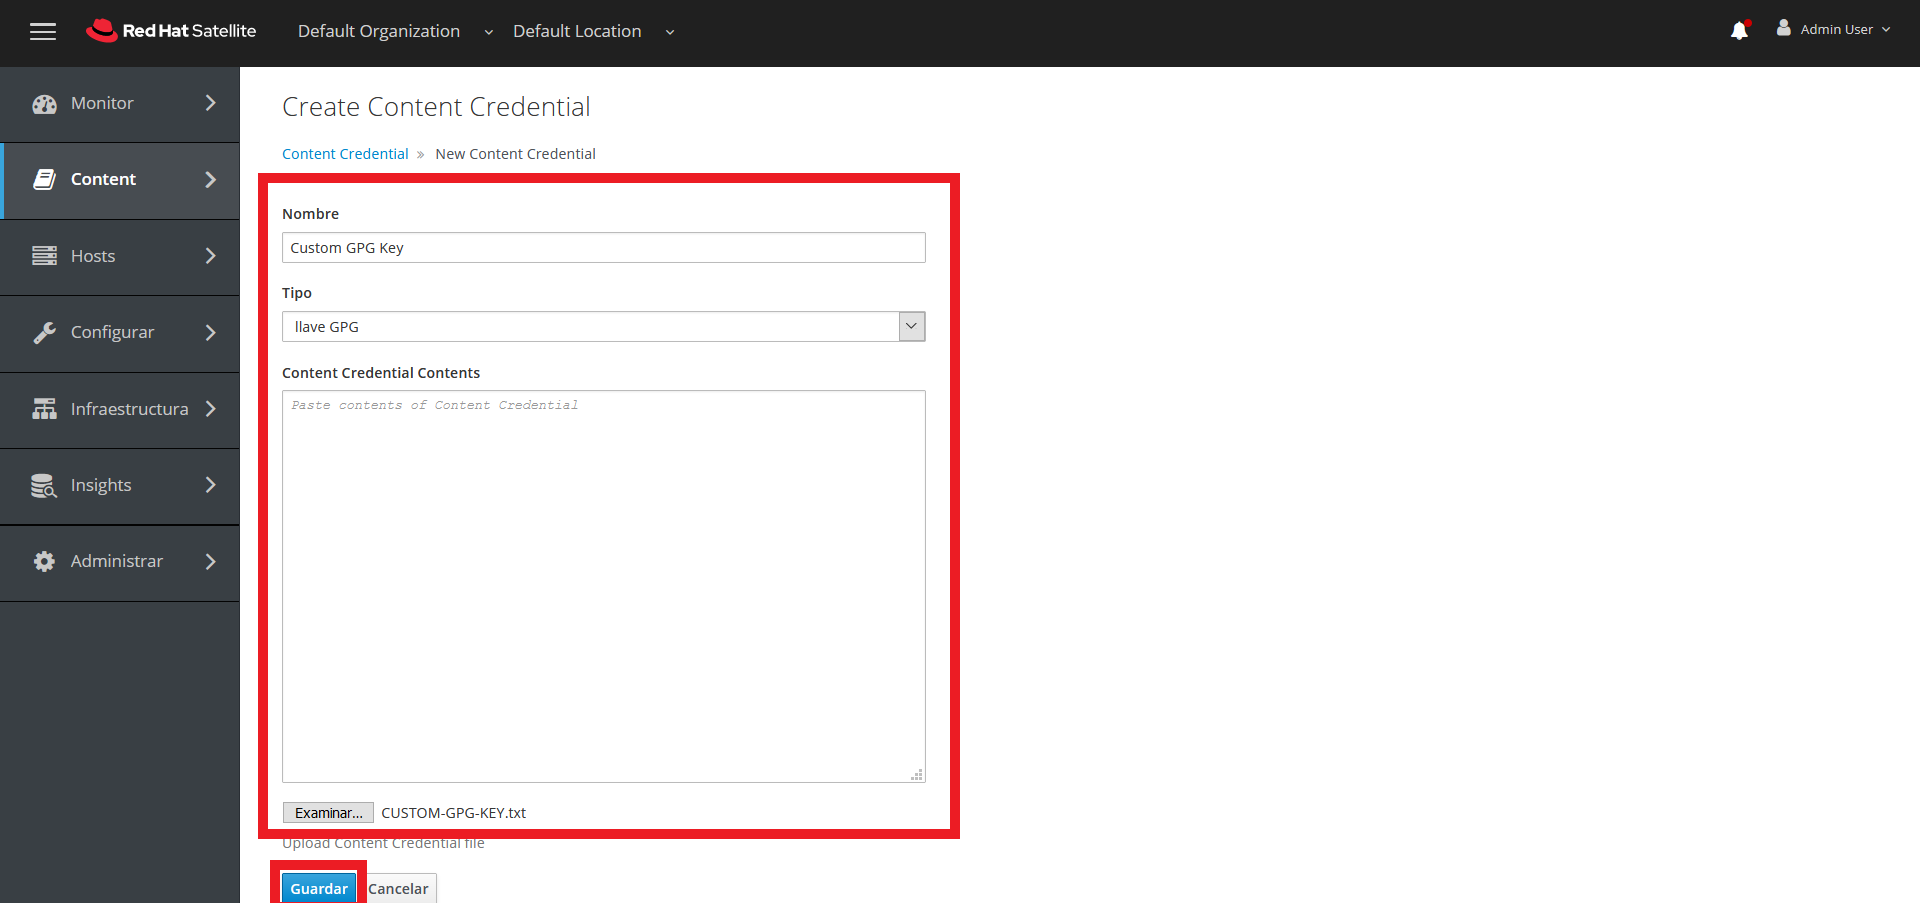 Red Hat Satellite Default Organization Default Location Admin User
Monitor
Content
Hosts
Configurar
Infraestructura
Insights
Administrar
Create Content Credential
Content Credential » New Content Credential
Nombre
Custom GPG Key
Tipo
llave GPG
Content Credential Contents
Paste contents of Content Credential
Examinar... CUSTOM-GPG-KEY.txt
Upload Content Credential file
Guardar Cancelar